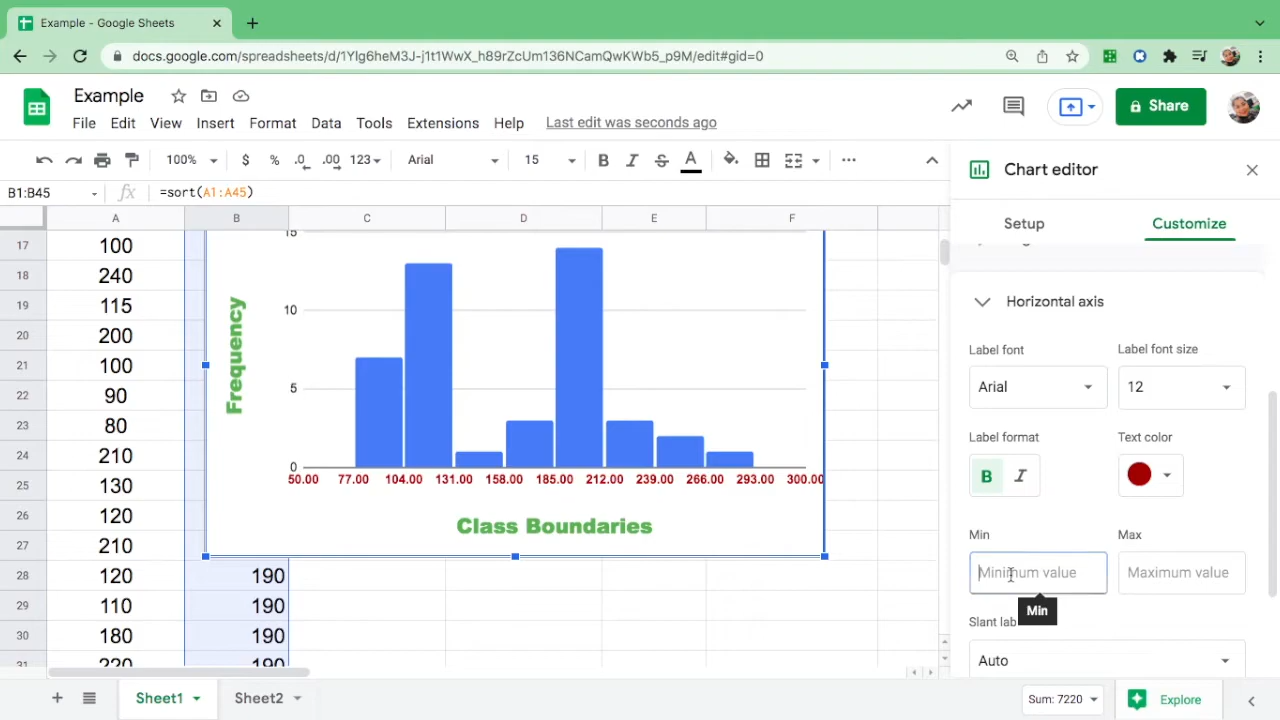 Example - Google Sheets
docs.google.com/spreadsheets/d/1YIg6heM3J-j1t1WwX_h89rZcUm136NCamQwKWb5_p9M/edit#gid=0
Example
File Edit View Insert Format Data Tools Extensions Help Last edit was seconds ago
Share
100% $ % .0 .00 123 Arial 15 B I S A
B1:B45 fx =sort(A1:A45)
A B C D E F
17 100
18 240
19 115
20 200
21 100
22 90
23 80
24 210
25 130
26 120
27 210
28 120 190
29 110 190
30 180 190
31 220 190
15
10
5
0
Frequency
50.00 77.00 104.00 131.00 158.00 185.00 212.00 239.00 266.00 293.00 300.00
Class Boundaries
Chart editor
Setup Customize
Horizontal axis
Label font Label font size
Arial 12
Label format Text color
B I
Min Max
Minimum value Maximum value
Min
Slant lab
Auto
Sheet1 Sheet2 Sum: 7220 Explore